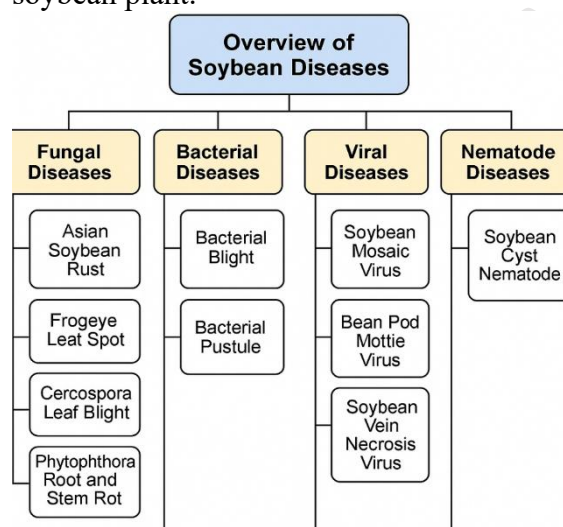 soybean plant.
Overview of
Soybean Diseases
Fungal
Diseases
Asian
Soybean
Rust
Frogeye
Leat Spot
Cercospora
Leaf Blight
Phytophthora
Root and
Stem Rot
Bacterial
Diseases
Bacterial
Blight
Bacterial
Pustule
Viral
Diseases
Soybean
Mosaic
Virus
Bean Pod
Mottie
Virus
Soybean
Vein
Necrosis
Virus
Nematode
Diseases
Soybean
Cyst
Nematode